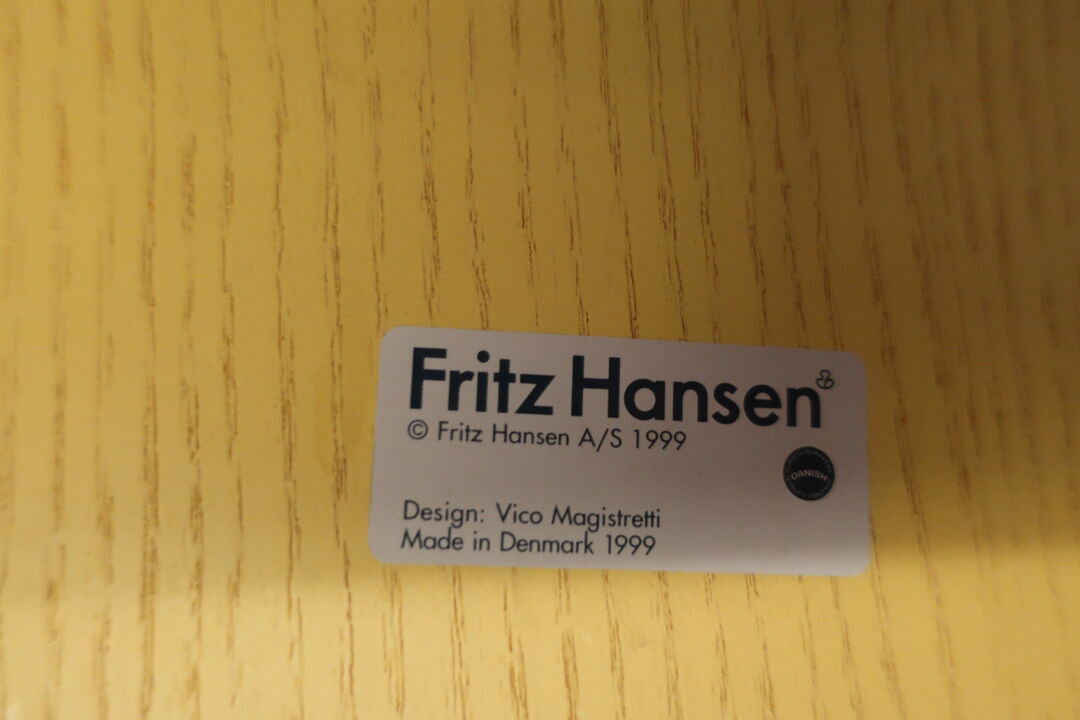 Fritz Hansen
© Fritz Hansen A/S 1999
DANISH
Design: Vico Magistretti
Made in Denmark 1999